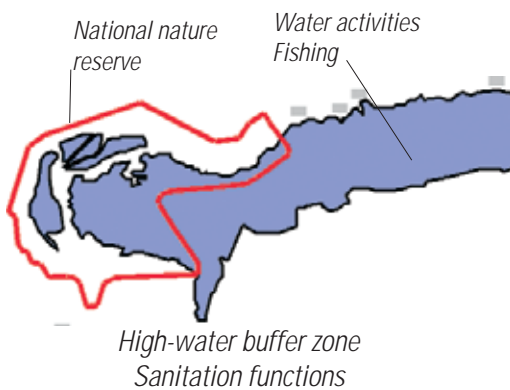 National nature
reserve
Water activities
Fishing
High-water buffer zone
Sanitation functions